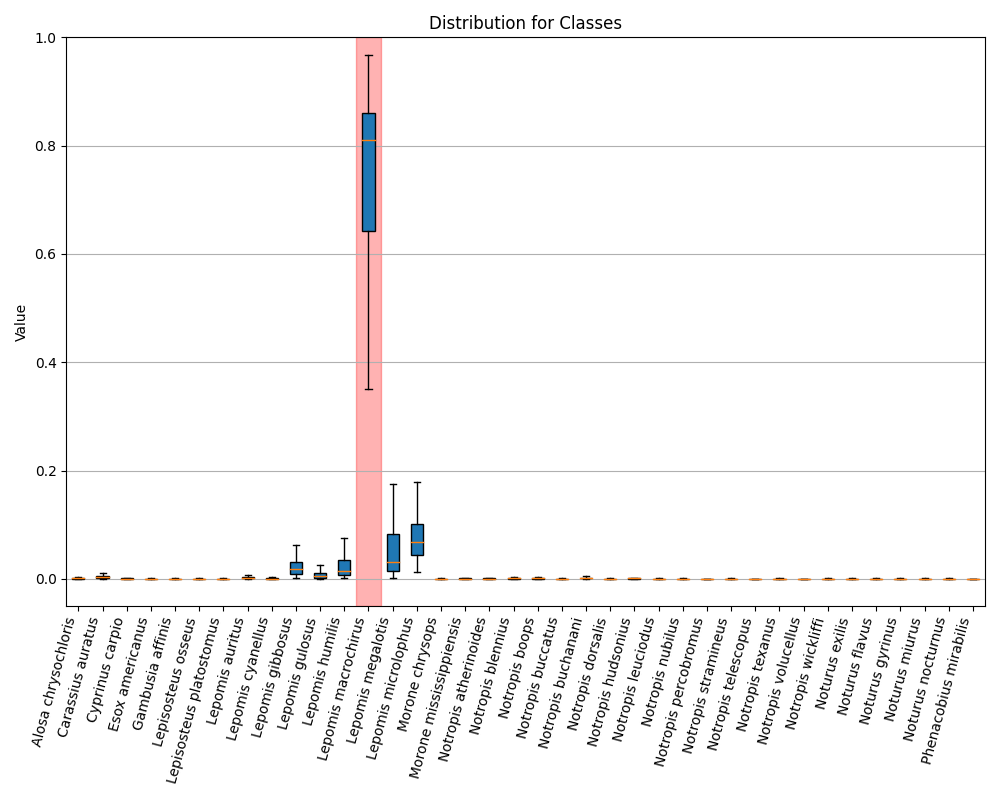 Distribution for Classes
1.0
0.8
0.6
0.4
0.2
0.0
Value
Alosa chrysochloris
Carassius auratus
Cyprinus carpio
Esox americanus
Gambusia affinis
Lepisosteus osseus
Lepisosteus platostomus
Lepomis auritus
Lepomis cyanellus
Lepomis gibbosus
Lepomis gulosus
Lepomis humilis
Lepomis macrochirus
Lepomis megalotis
Lepomis microlophus
Morone chrysops
Morone mississippiensis
Notropis atherinoides
Notropis blennius
Notropis boops
Notropis buccatus
Notropis buchanani
Notropis dorsalis
Notropis hudsonius
Notropis leuciodus
Notropis nubilus
Notropis percobromus
Notropis stramineus
Notropis telescopus
Notropis texanus
Notropis volucellus
Notropis wickliffi
Noturus exilis
Noturus flavus
Noturus gyrinus
Noturus miurus
Noturus nocturnus
Phenacobius mirabilis